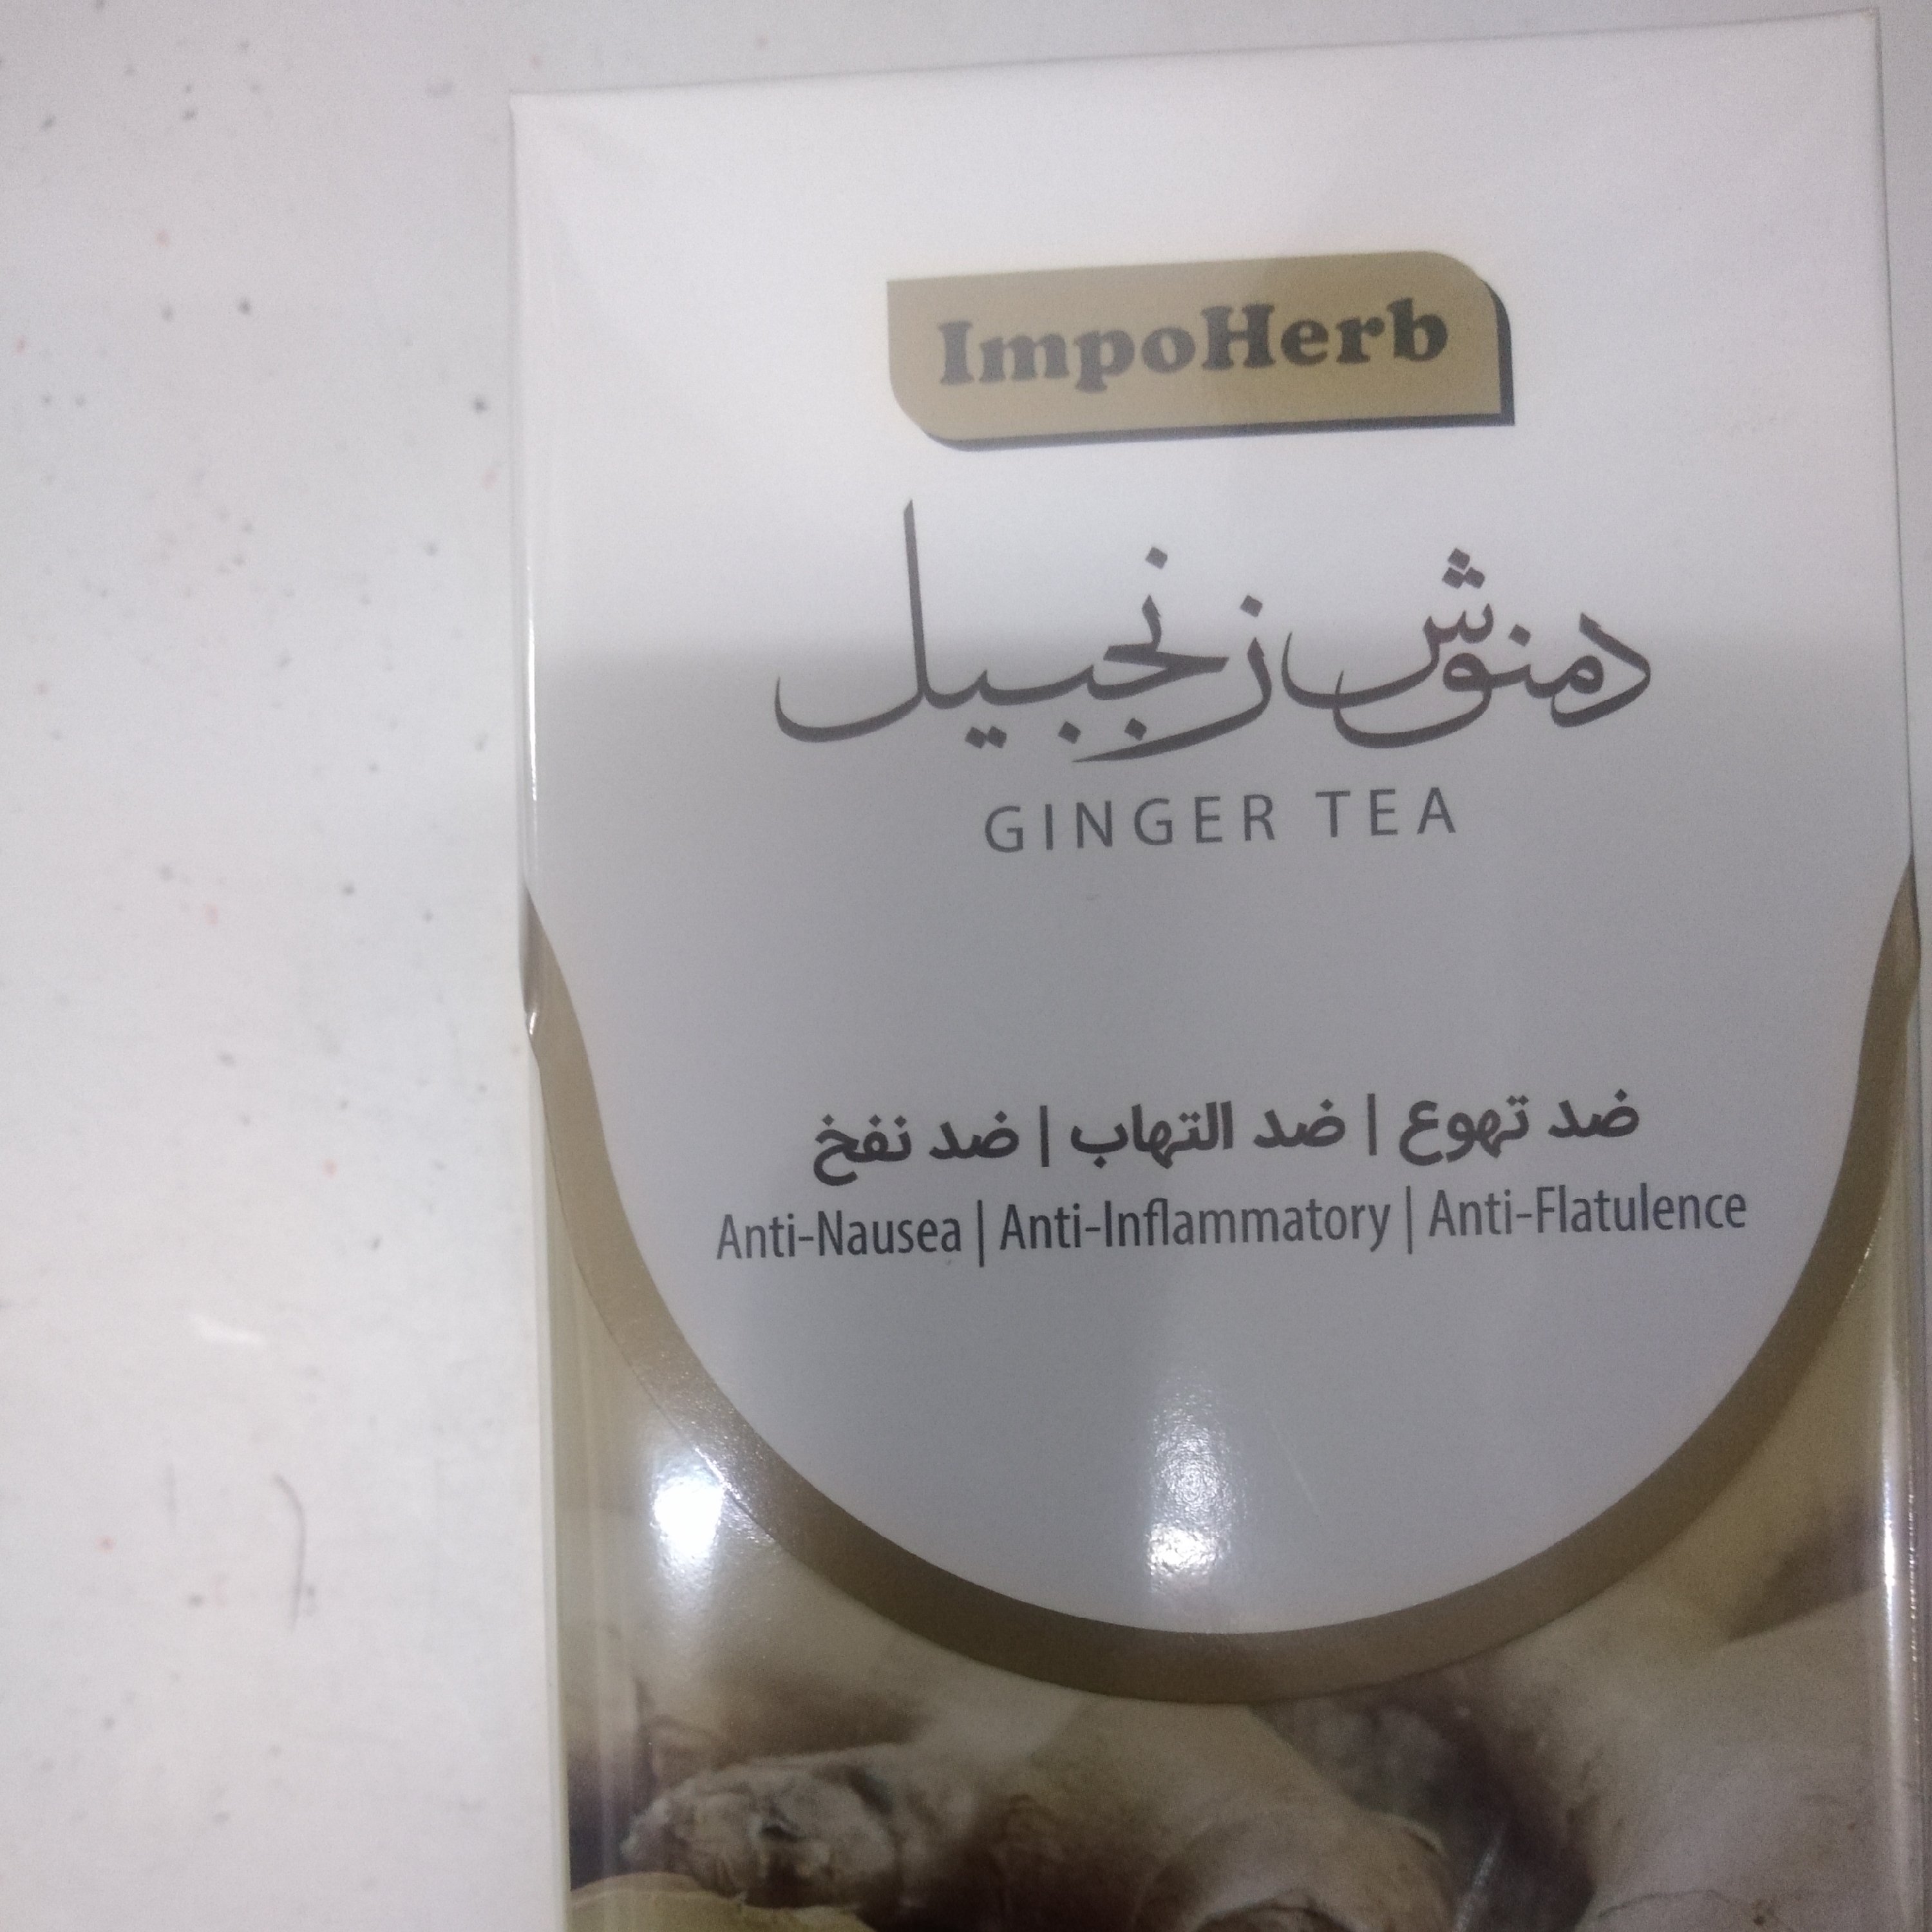 ImpoHerb
دمنوش زنجبیل
GINGER TEA
ضد تهوع | ضد التهاب | ضد نفخ
Anti-Nausea | Anti-Inflammatory | Anti-Flatulence